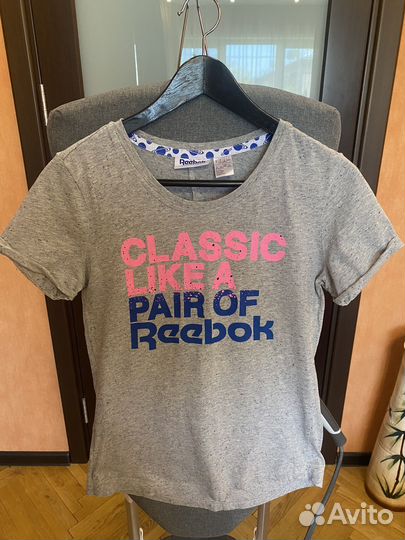 Reebok
CLASSIC
LIKE A
PAIR OF
Reebok
Avito